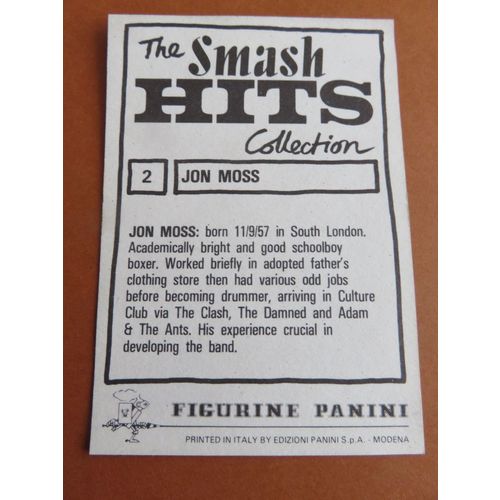 The Smash
HITS
Collection
2 JON MOSS
JON MOSS: born 11/9/57 in South London.
Academically bright and good schoolboy
boxer. Worked briefly in adopted father's
clothing store then had various odd jobs
before becoming drummer, arriving in Culture
Club via The Clash, The Damned and Adam
& The Ants. His experience crucial in
developing the band.
FIGURINE PANINI
PRINTED IN ITALY BY EDIZIONI PANINI S.p.A. - MODENA